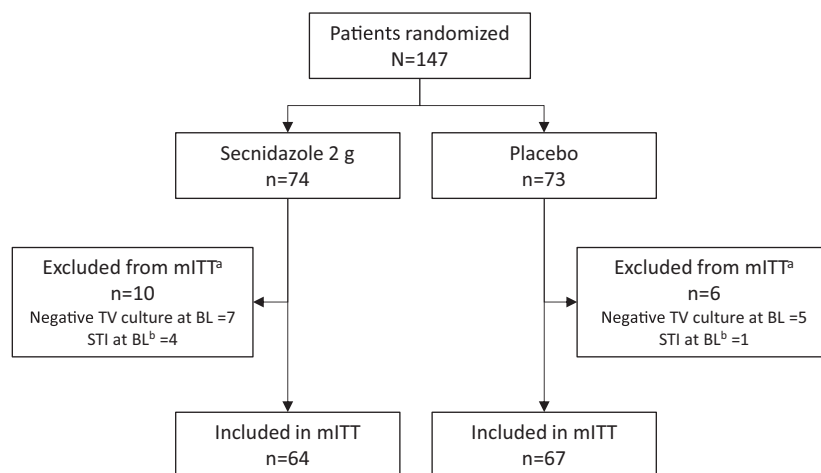 Patients randomized
N=147
Secnidazole 2 g
n=74
Placebo
n=73
Excluded from mITTᵃ
n=10
Negative TV culture at BL =7
STI at BLᵇ =4
Excluded from mITTᵃ
n=6
Negative TV culture at BL =5
STI at BLᵇ =1
Included in mITT
n=64
Included in mITT
n=67